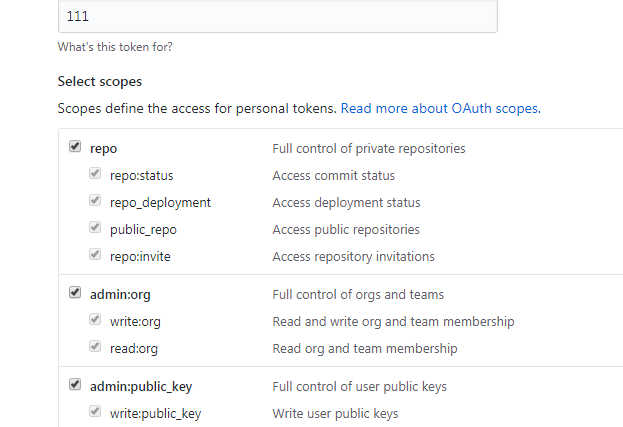 111
What's this token for?
Select scopes
Scopes define the access for personal tokens. Read more about OAuth scopes.
repo Full control of private repositories
repo:status Access commit status
repo_deployment Access deployment status
public_repo Access public repositories
repo:invite Access repository invitations
admin:org Full control of orgs and teams
write:org Read and write org and team membership
read:org Read org and team membership
admin:public_key Full control of user public keys
write:public_key Write user public keys